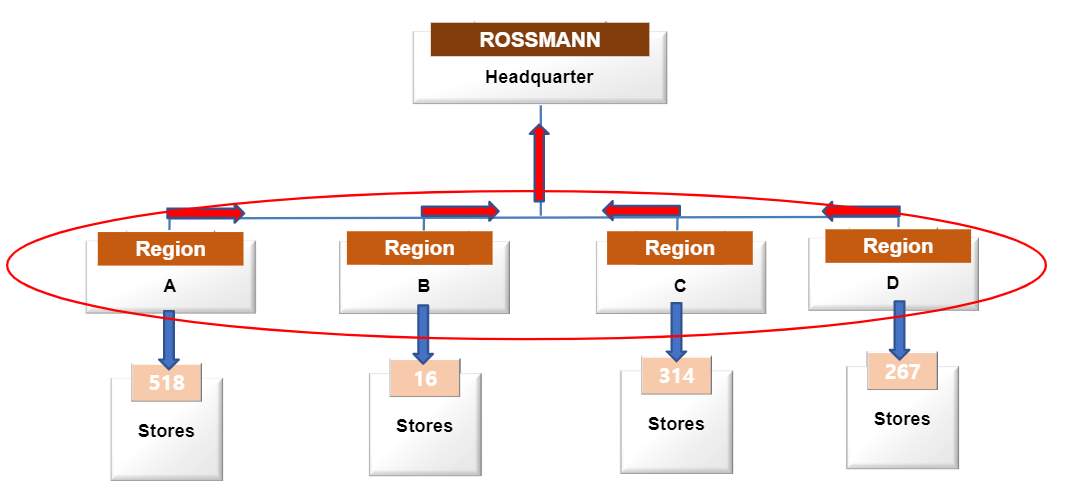 ROSSMANN
Headquarter
Region
A
Region
B
Region
C
Region
D
518
Stores
16
Stores
314
Stores
267
Stores